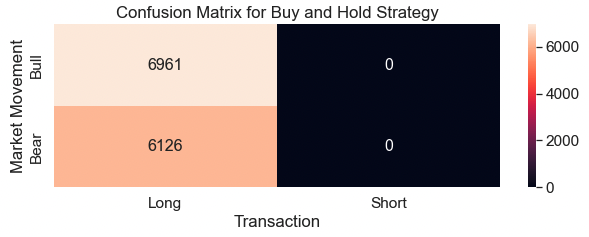 Confusion Matrix for Buy and Hold Strategy
Market Movement
Bull
Bear
6961
0
6126
0
Long
Short
Transaction
6000
4000
2000
0